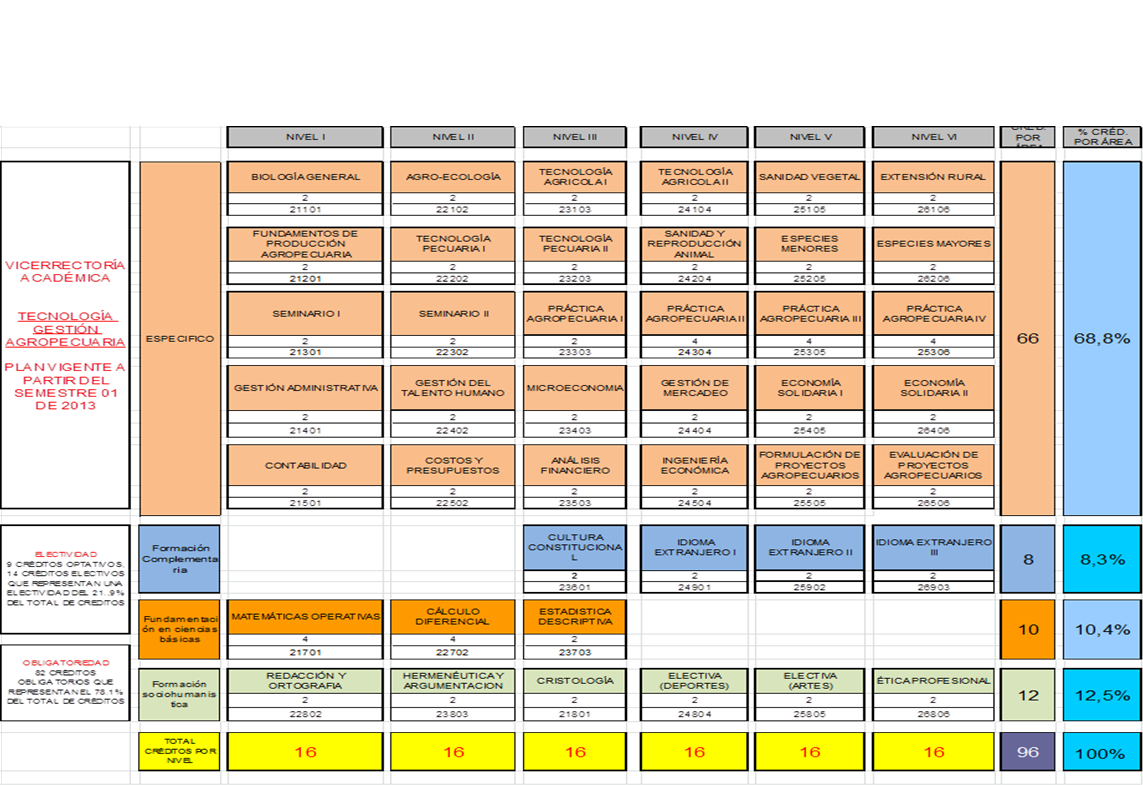 NIVEL I
NIVEL II
NIVEL III
NIVEL IV
NIVEL V
NIVEL VI
POR
% CRÉD.
POR ÁREA
VICERRECTORÍA
ACADÉMICA
TECNOLOGÍA
GESTIÓN
AGROPECUARIA
PLAN VIGENTE A
PARTIR DEL
SEMESTRE 01
DE 2013
ESPECIFICO
BIOLOGÍA GENERAL
2
21101
AGRO-ECOLOGÍA
2
22102
TECNOLOGÍA
AGRICOLA I
2
23103
TECNOLOGÍA
AGRICOLA II
2
24104
SANIDAD VEGETAL
2
25105
EXTENSIÓN RURAL
2
26106
FUNDAMENTOS DE
PRODUCCIÓN
AGROPECUARIA
2
21201
TECNOLOGÍA
PECUARIA I
2
22202
TECNOLOGÍA
PECUARIA II
2
23203
SANIDAD Y
REPRODUCCIÓN
ANIMAL
2
24204
ESPECIES
MENORES
2
25205
ESPECIES MAYORES
2
26206
SEMINARIO I
2
21301
SEMINARIO II
2
22302
PRÁCTICA
AGROPECUARIA I
2
23303
PRÁCTICA
AGROPECUARIA II
4
24304
PRÁCTICA
AGROPECUARIA III
4
25305
PRÁCTICA
AGROPECUARIA IV
4
25306
GESTIÓN ADMINISTRATIVA
2
21401
GESTIÓN DEL
TALENTO HUMANO
2
22402
MICROECONOMIA
2
23403
GESTIÓN DE
MERCADEO
2
24404
ECONOMÍA
SOLIDARIA I
2
25405
ECONOMÍA
SOLIDARIA II
2
26406
CONTABILIDAD
2
21501
COSTOS Y
PRESUPUESTOS
2
22502
ANÁLISIS
FINANCIERO
2
23503
INGENIERÍA
ECONÓMICA
2
24504
FORMULACIÓN DE
PROYECTOS
AGROPECUARIOS
2
25505
EVALUACIÓN DE
PROYECTOS
AGROPECUARIOS
2
26506
66
68,8%
ELECTIVIDAD
9 CRÉDITOS OPTATIVOS,
14 CRÉDITOS ELECTIVOS
QUE REPRESENTAN UNA
ELECTIVIDAD DEL 21..9%
DEL TOTAL DE CREDITOS
Formación
Complementa
ria
CULTURA
CONSTITUCIONA
L
2
23601
IDIOMA
EXTRANJERO I
2
24901
IDIOMA
EXTRANJERO II
2
25902
IDIOMA EXTRANJERO
III
2
26903
8
8,3%
Fundamentaci
ón en ciencias
básicas
MATEMÁTICAS OPERATIVAS
4
21701
CÁLCULO
DIFERENCIAL
4
22702
ESTADISTICA
DESCRIPTIVA
2
23703
10
10,4%
OBLIGATORIEDAD
82 CRÉDITOS
OBLIGATORIOS QUE
REPRESENTAN EL 78.1%
DEL TOTAL DE CRÉDITOS
Formación
sociohumanis
tica
REDACCIÓN Y
ORTOGRAFIA
2
22802
HERMENÉUTICA Y
ARGUMENTACION
2
23803
CRISTOLOGÍA
2
21801
ELECTIVA
(DEPORTES)
2
24804
ELECTIVA
(ARTES)
2
25805
ÉTICA PROFESIONAL
2
26806
12
12,5%
TOTAL
CRÉDITOS POR
NIVEL
16
16
16
16
16
16
96
100%